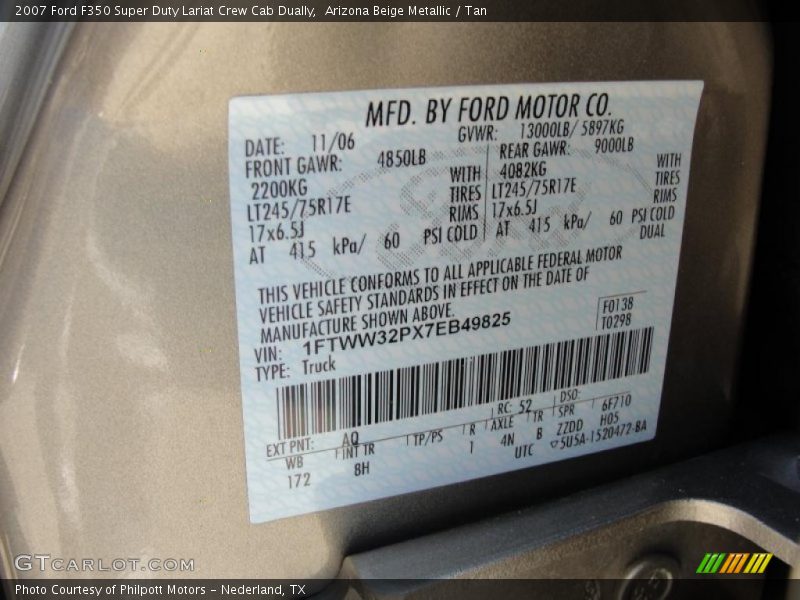 2007 Ford F350 Super Duty Lariat Crew Cab Dually,  Arizona Beige Metallic / Tan
MFD. BY FORD MOTOR CO.
DATE: 11/06 GVWR: 13000LB/ 5897KG
FRONT GAWR: 4850LB REAR GAWR: 9000LB
2200KG WITH 4082KG WITH
LT245/75R17E TIRES LT245/75R17E TIRES
17x6.5J RIMS 17x6.5J RIMS
AT 415 kPa/ 60 PSI COLD AT 415 kPa/ 60 PSI COLD
DUAL
THIS VEHICLE CONFORMS TO ALL APPLICABLE FEDERAL MOTOR
VEHICLE SAFETY STANDARDS IN EFFECT ON THE DATE OF
MANUFACTURE SHOWN ABOVE.
F0138
T0298
VIN: 1FTWW32PX7EB49825
TYPE: Truck
EXT PNT: AQ RC: 52 DSO:
WB INT TR TP/PS R AXLE TR SPR 6F710
172 8H 1 4N B ZZDD H05
UTC ▽5U5A-1520472-BA
GTCARLOT.COM
Photo Courtesy of Philpott Motors - Nederland, TX